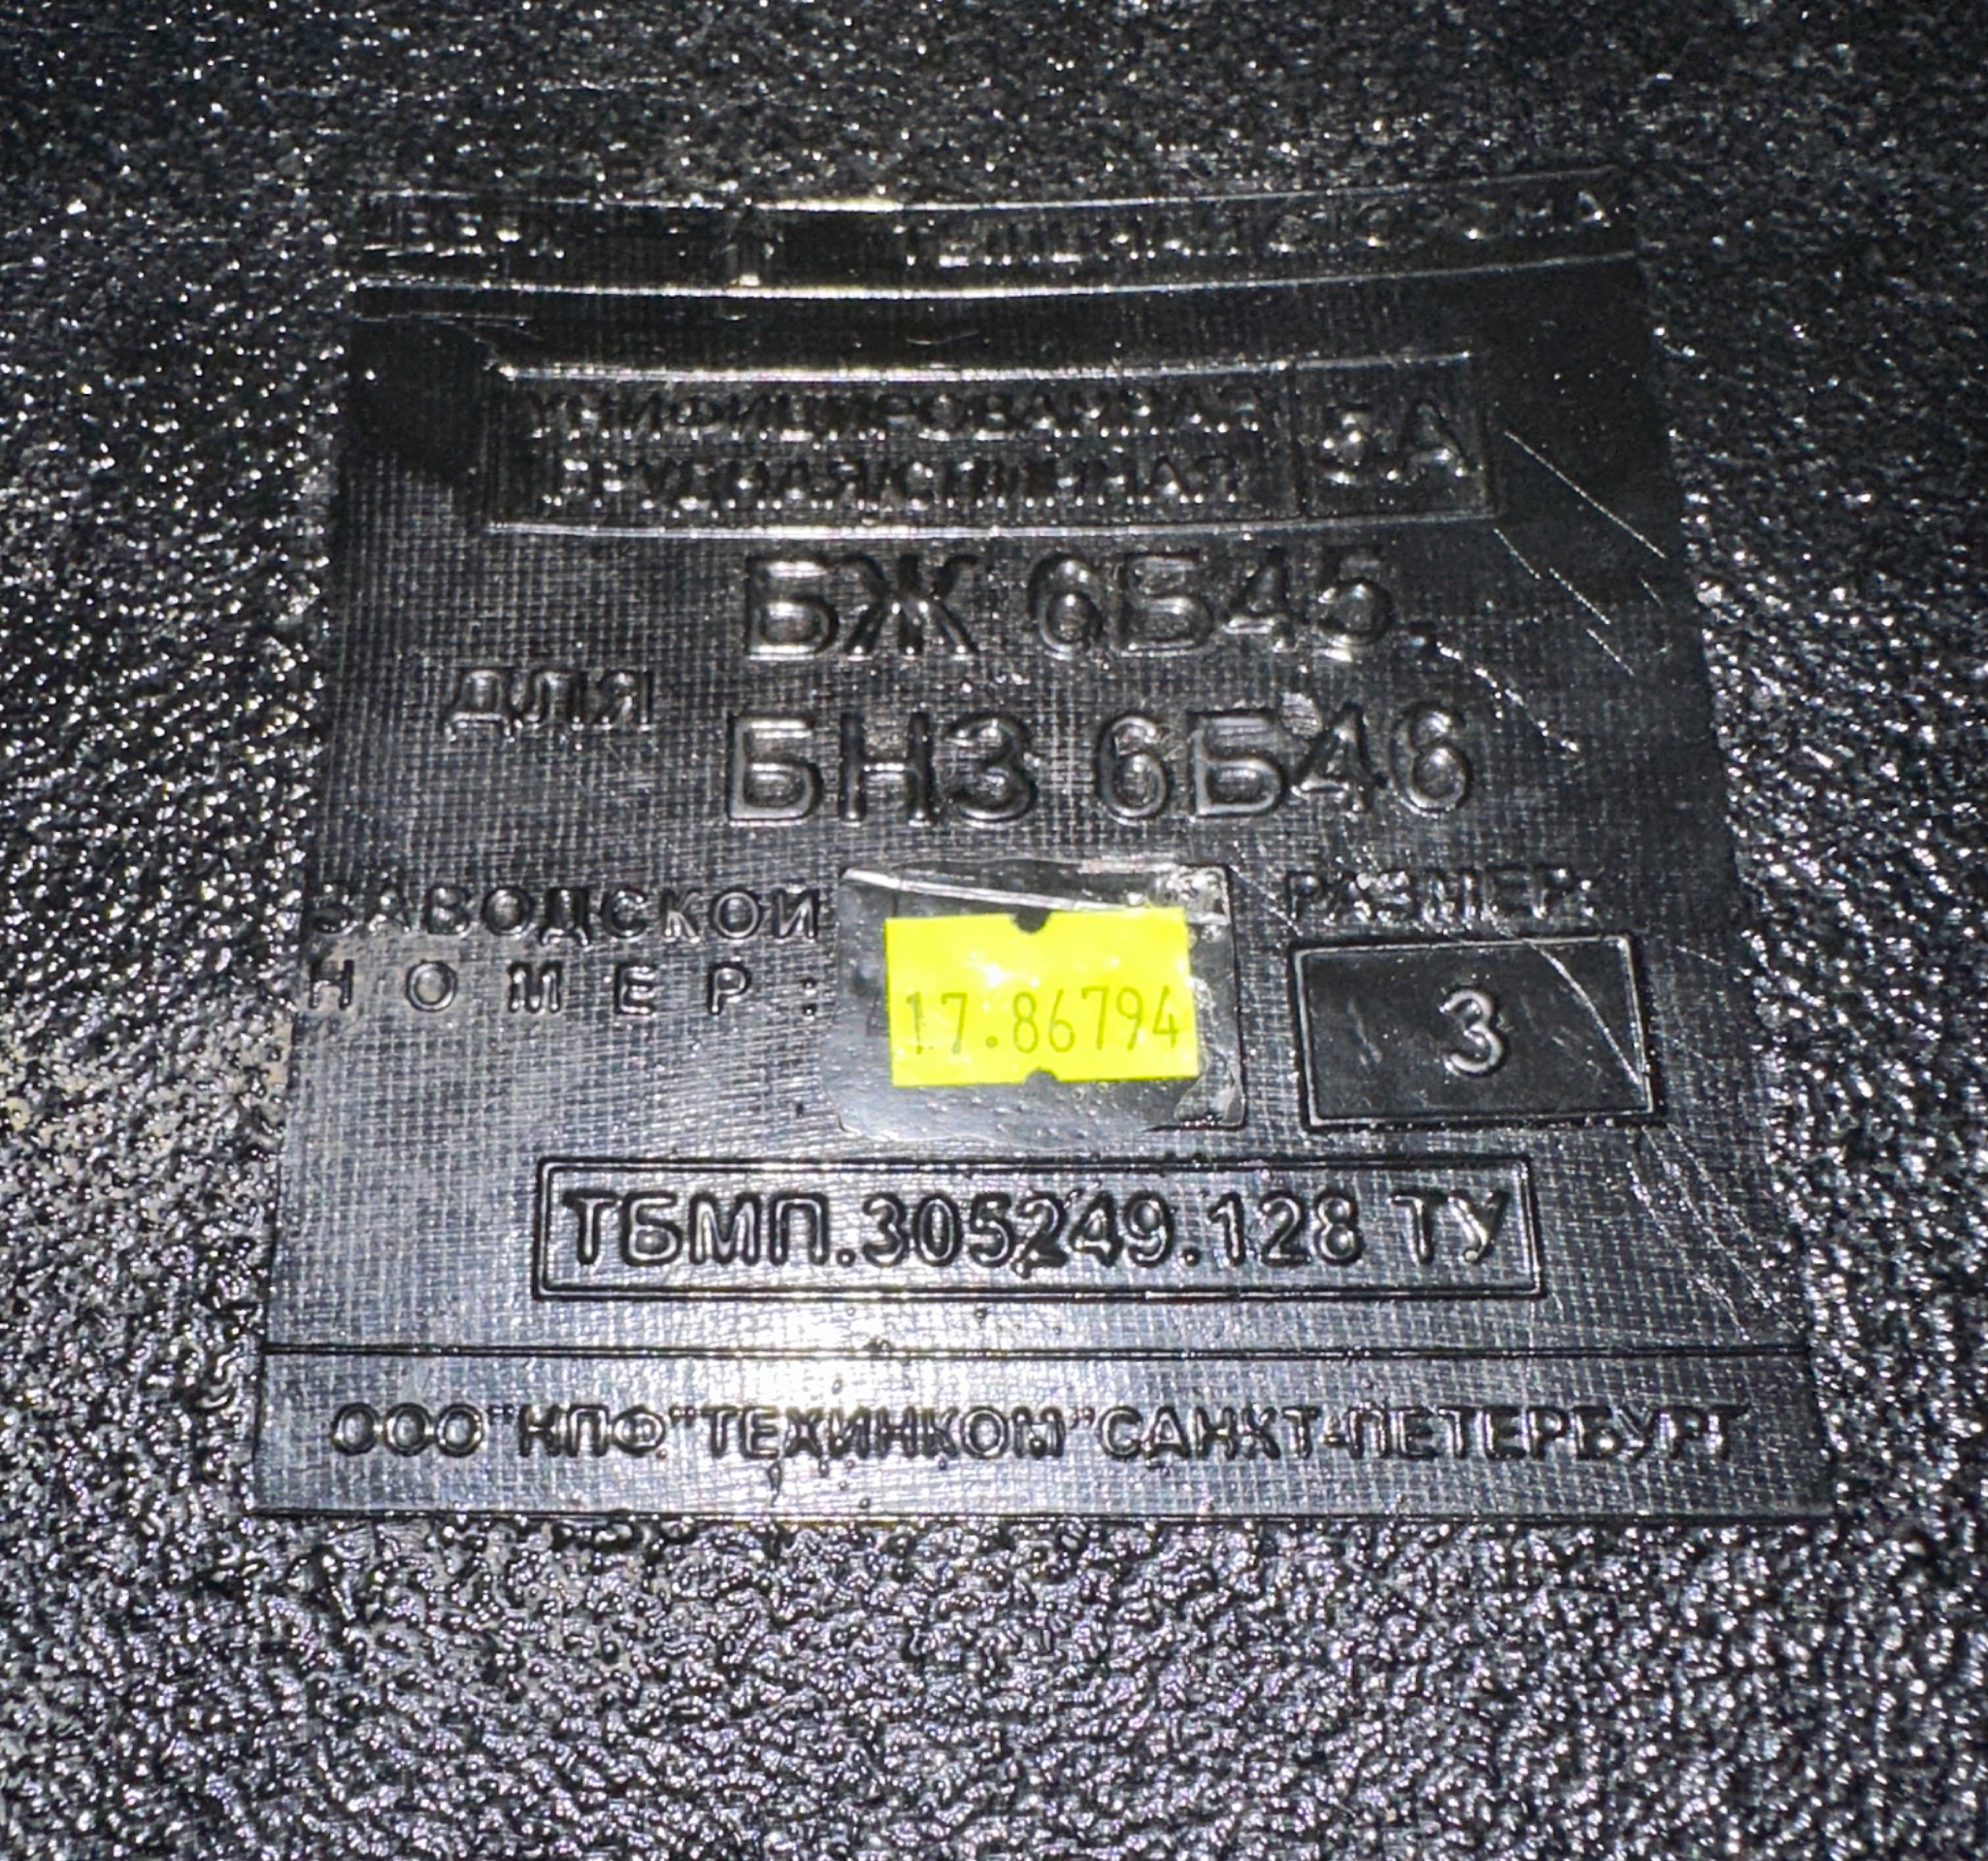 УНИФИЦИРОВАННАЯ
ГРУДНАЯ/СПИННАЯ
5А
БЖ 6Б45,
ДЛЯ
БНЗ 6Б46
ЗАВОДСКОЙ
НОМЕР:
17.86794
РАЗМЕР:
3
ТБМП.305249.128 ТУ
ООО "НПФ "ТЕХИНКОМ" САНКТ-ПЕТЕРБУРГ